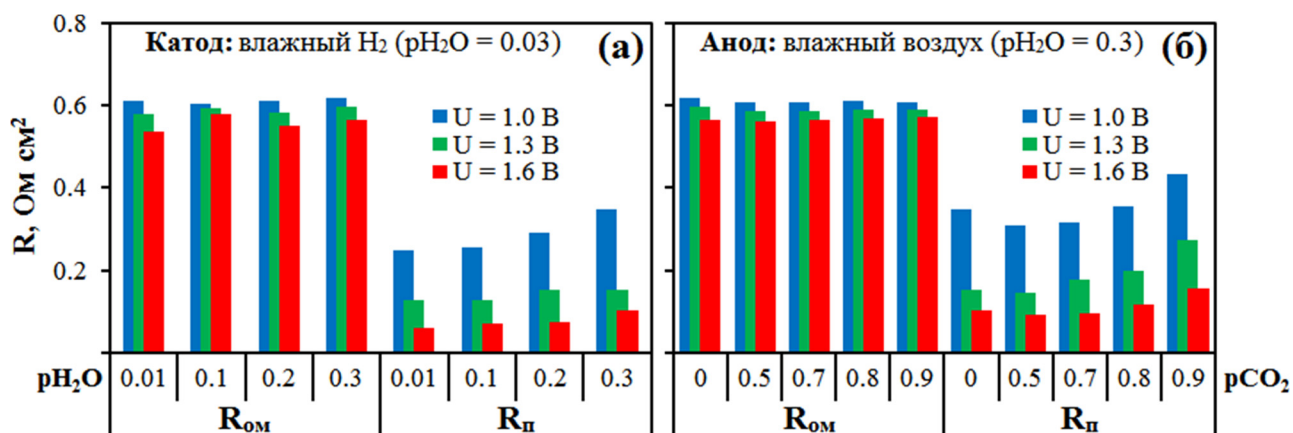 R, Ом см²
0.8
0.6
0.4
0.2
Катод: влажный H₂ (pH₂O = 0.03)
(а)
U = 1.0 В
U = 1.3 В
U = 1.6 В
pH₂O
0.01 0.1 0.2 0.3 0.01 0.1 0.2 0.3
Rом Rп
Анод: влажный воздух (pH₂O = 0.3)
(б)
U = 1.0 В
U = 1.3 В
U = 1.6 В
0 0.5 0.7 0.8 0.9 0 0.5 0.7 0.8 0.9
pCO₂
Rом Rп